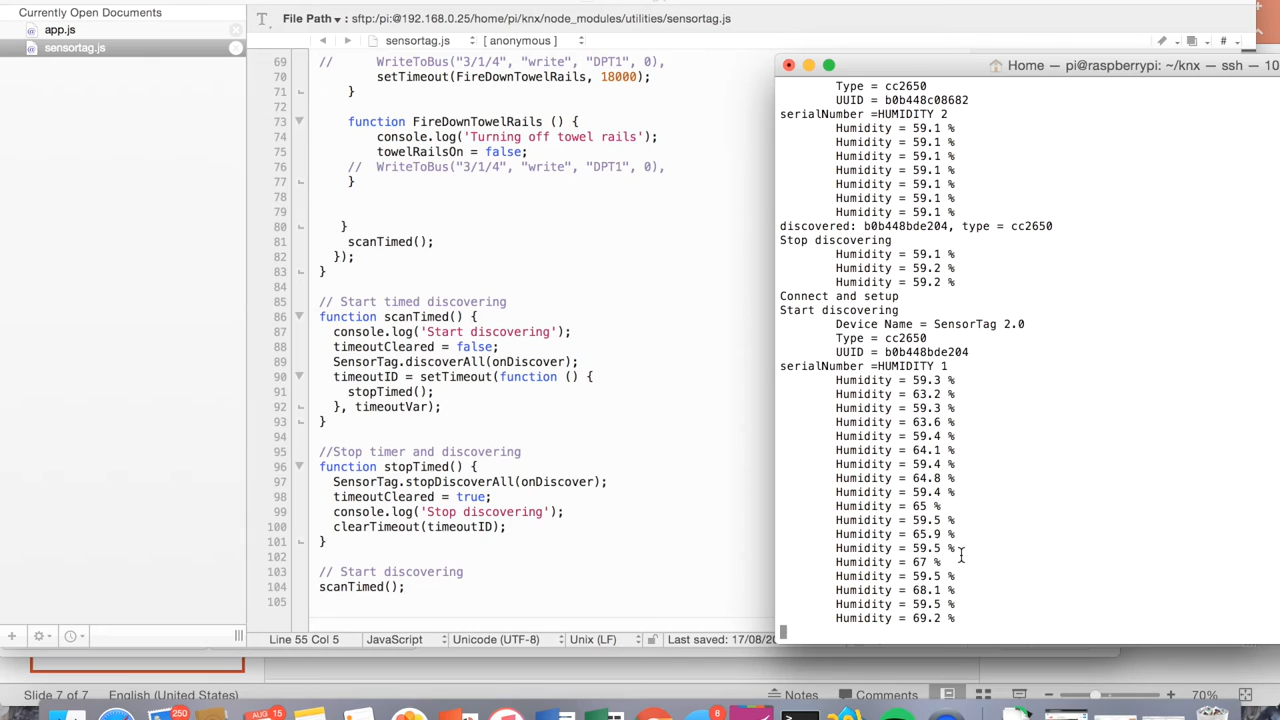 Currently Open Documents
app.js
sensortag.js
File Path : sftp:/pi@192.168.0.25/home/pi/knx/node_modules/utilities/sensortag.js
sensortag.js [ anonymous ] #
69 // WriteToBus("3/1/4", "write", "DPT1", 0),
70 setTimeout(FireDownTowelRails, 18000);
71 }
72
73 function FireDownTowelRails () {
74 console.log('Turning off towel rails');
75 towelRailsOn = false;
76 // WriteToBus("3/1/4", "write", "DPT1", 0),
77 }
78
79
80 }
81 scanTimed();
82 });
83 }
84
85 // Start timed discovering
86 function scanTimed() {
87 console.log('Start discovering');
88 timeoutCleared = false;
89 SensorTag.discoverAll(onDiscover);
90 timeoutID = setTimeout(function () {
91 stopTimed();
92 }, timeoutVar);
93 }
94
95 //Stop timer and discovering
96 function stopTimed() {
97 SensorTag.stopDiscoverAll(onDiscover);
98 timeoutCleared = true;
99 console.log('Stop discovering');
100 clearTimeout(timeoutID);
101 }
102
103 // Start discovering
104 scanTimed();
105
Line 55 Col 5 JavaScript Unicode (UTF-8) Unix (LF) Last saved: 17/08/20
Home — pi@raspberrypi: ~/knx — ssh — 10
Type = cc2650
UUID = b0b448c08682
serialNumber =HUMIDITY 2
Humidity = 59.1 %
Humidity = 59.1 %
Humidity = 59.1 %
Humidity = 59.1 %
Humidity = 59.1 %
Humidity = 59.1 %
Humidity = 59.1 %
discovered: b0b448bde204, type = cc2650
Stop discovering
Humidity = 59.1 %
Humidity = 59.2 %
Humidity = 59.2 %
Connect and setup
Start discovering
Device Name = SensorTag 2.0
Type = cc2650
UUID = b0b448bde204
serialNumber =HUMIDITY 1
Humidity = 59.3 %
Humidity = 63.2 %
Humidity = 59.3 %
Humidity = 63.6 %
Humidity = 59.4 %
Humidity = 64.1 %
Humidity = 59.4 %
Humidity = 64.8 %
Humidity = 59.4 %
Humidity = 65 %
Humidity = 59.5 %
Humidity = 65.9 %
Humidity = 59.5 %
Humidity = 67 %
Humidity = 59.5 %
Humidity = 68.1 %
Humidity = 59.5 %
Humidity = 69.2 %
Slide 7 of 7 English (United States) Notes Comments 70%
250 AUG 15 8